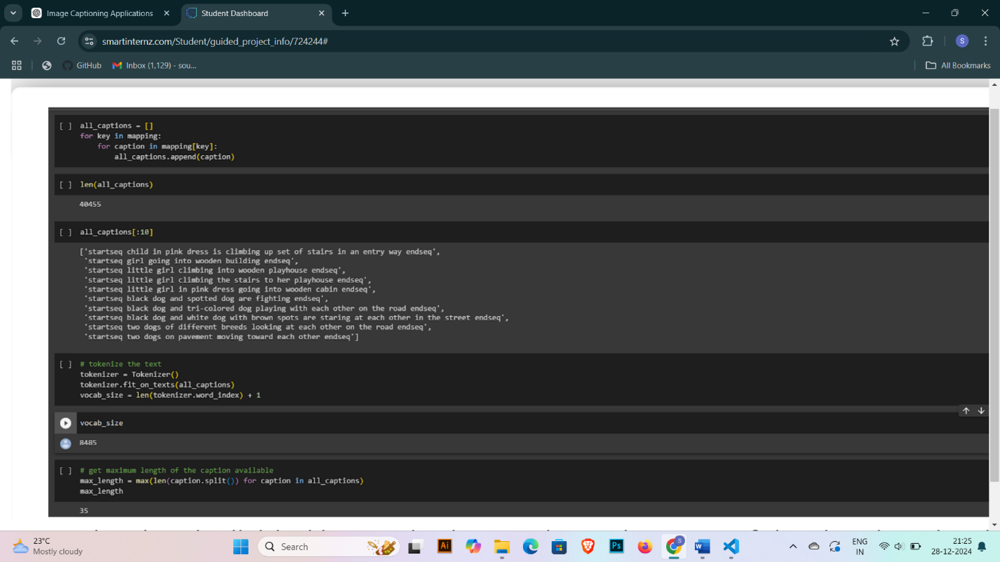 Image Captioning Applications
Student Dashboard
smartinternz.com/Student/guided_project_info/724244#
S
GitHub
Inbox (1,129) - sou...
All Bookmarks
[ ] all_captions = []
for key in mapping:
    for caption in mapping[key]:
        all_captions.append(caption)
[ ] len(all_captions)
40455
[ ] all_captions[:10]
['startseq child in pink dress is climbing up set of stairs in an entry way endseq',
 'startseq girl going into wooden building endseq',
 'startseq little girl climbing into wooden playhouse endseq',
 'startseq little girl climbing the stairs to her playhouse endseq',
 'startseq little girl in pink dress going into wooden cabin endseq',
 'startseq black dog and spotted dog are fighting endseq',
 'startseq black dog and tri-colored dog playing with each other on the road endseq',
 'startseq black dog and white dog with brown spots are staring at each other in the street endseq',
 'startseq two dogs of different breeds looking at each other on the road endseq',
 'startseq two dogs on pavement moving toward each other endseq']
[ ] # tokenize the text
tokenizer = Tokenizer()
tokenizer.fit_on_texts(all_captions)
vocab_size = len(tokenizer.word_index) + 1
vocab_size
8485
[ ] # get maximum length of the caption available
max_length = max(len(caption.split()) for caption in all_captions)
max_length
35
23°C
Mostly cloudy
Search
Ai
Ps
S
W
ENG
IN
21:25
28-12-2024